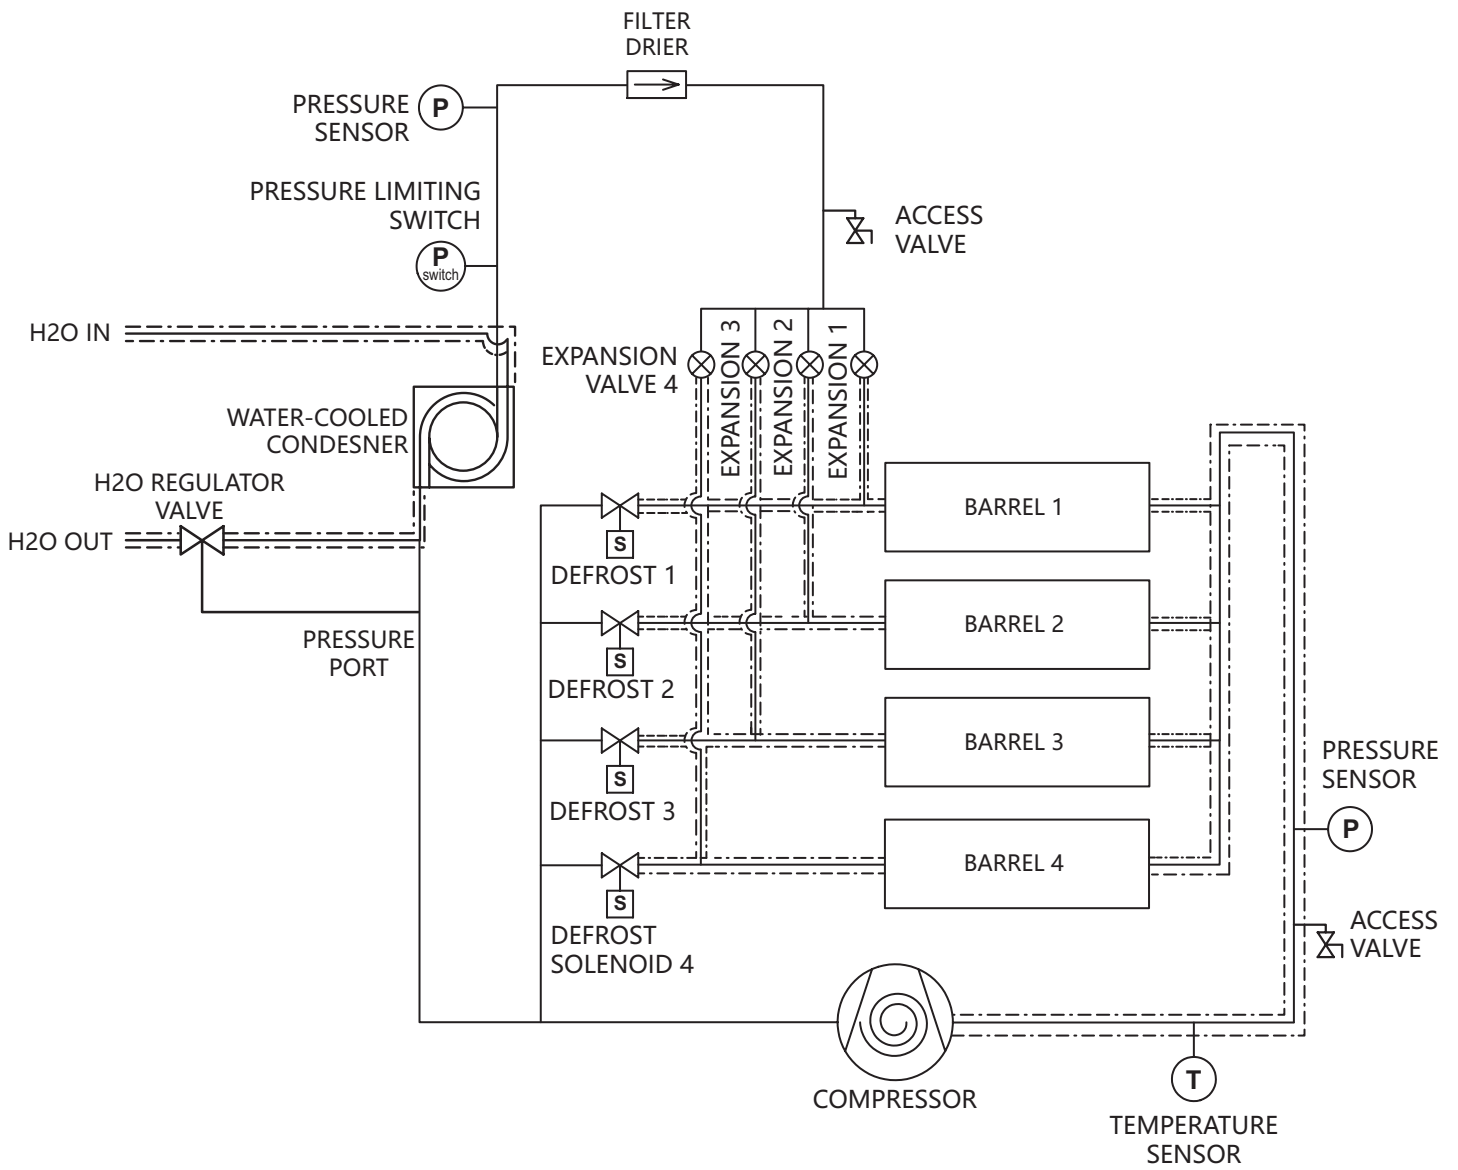 FILTER
DRIER
PRESSURE
SENSOR
P
PRESSURE LIMITING
SWITCH
P
switch
ACCESS
VALVE
H2O IN
EXPANSION
VALVE 4
EXPANSION 3
EXPANSION 2
EXPANSION 1
WATER-COOLED
CONDESNER
H2O REGULATOR
VALVE
H2O OUT
BARREL 1
S
DEFROST 1
PRESSURE
PORT
BARREL 2
S
DEFROST 2
BARREL 3
S
DEFROST 3
PRESSURE
SENSOR
P
BARREL 4
S
DEFROST
SOLENOID 4
ACCESS
VALVE
COMPRESSOR
T
TEMPERATURE
SENSOR